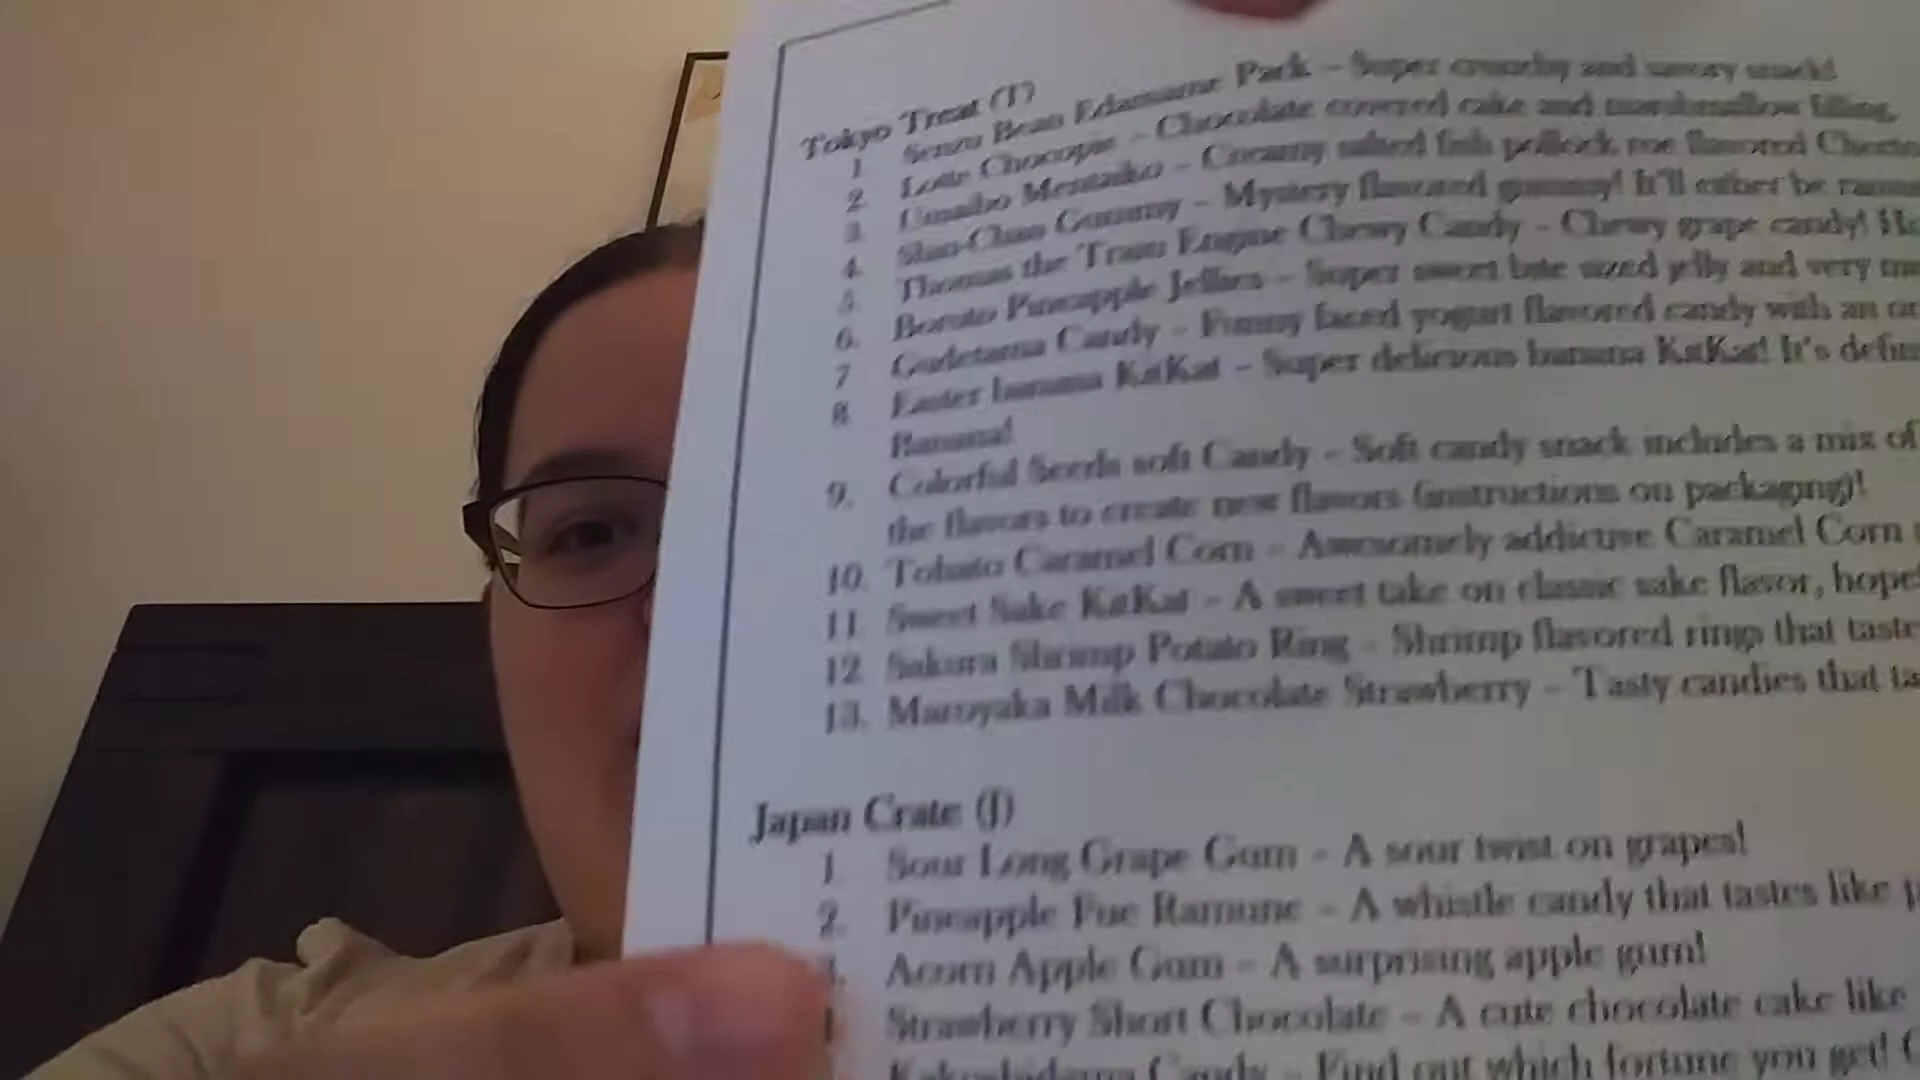 Tokyo Treat (T)
1. Senzu Bean Edamame Pack – Super crunchy and savory snack!
2. Lotte Chocopie – Chocolate covered cake and marshmallow filling.
3. Umaibo Mentaiko – Creamy salted fish pollock roe flavored
4. Shin-Chan Gummy – Mystery flavored gummy! It'll either be
5. Thomas the Train Engine Chewy Candy – Chewy grape candy!
6. Boruto Pineapple Jellies – Super sweet bite sized jelly and very
7 Gudetama Candy – Funny faced yogurt flavored candy with an
8 Easter banana KitKat – Super delicious banana KitKat! It's
Banana!
9. Colorful Seeds soft Candy – Soft candy snack includes a mix of
the flavors to create new flavors (instructions on packaging)!
10. Tohato Caramel Corn – Awesomely addictive Caramel Corn
11. Sweet Sake KitKat – A sweet take on classic sake flavor,
12. Sakura Shrimp Potato Ring – Shrimp flavored rings that
13. Maroyaka Milk Chocolate Strawberry – Tasty candies that
Japan Crate (J)
1. Sour Long Grape Gum – A sour twist on grapes!
2. Pineapple Fue Ramune – A whistle candy that tastes like
3. Acorn Apple Gum – A surprising apple gum!
Strawberry Short Chocolate – A cute chocolate cake like
Candy – Find out which fortune you get!